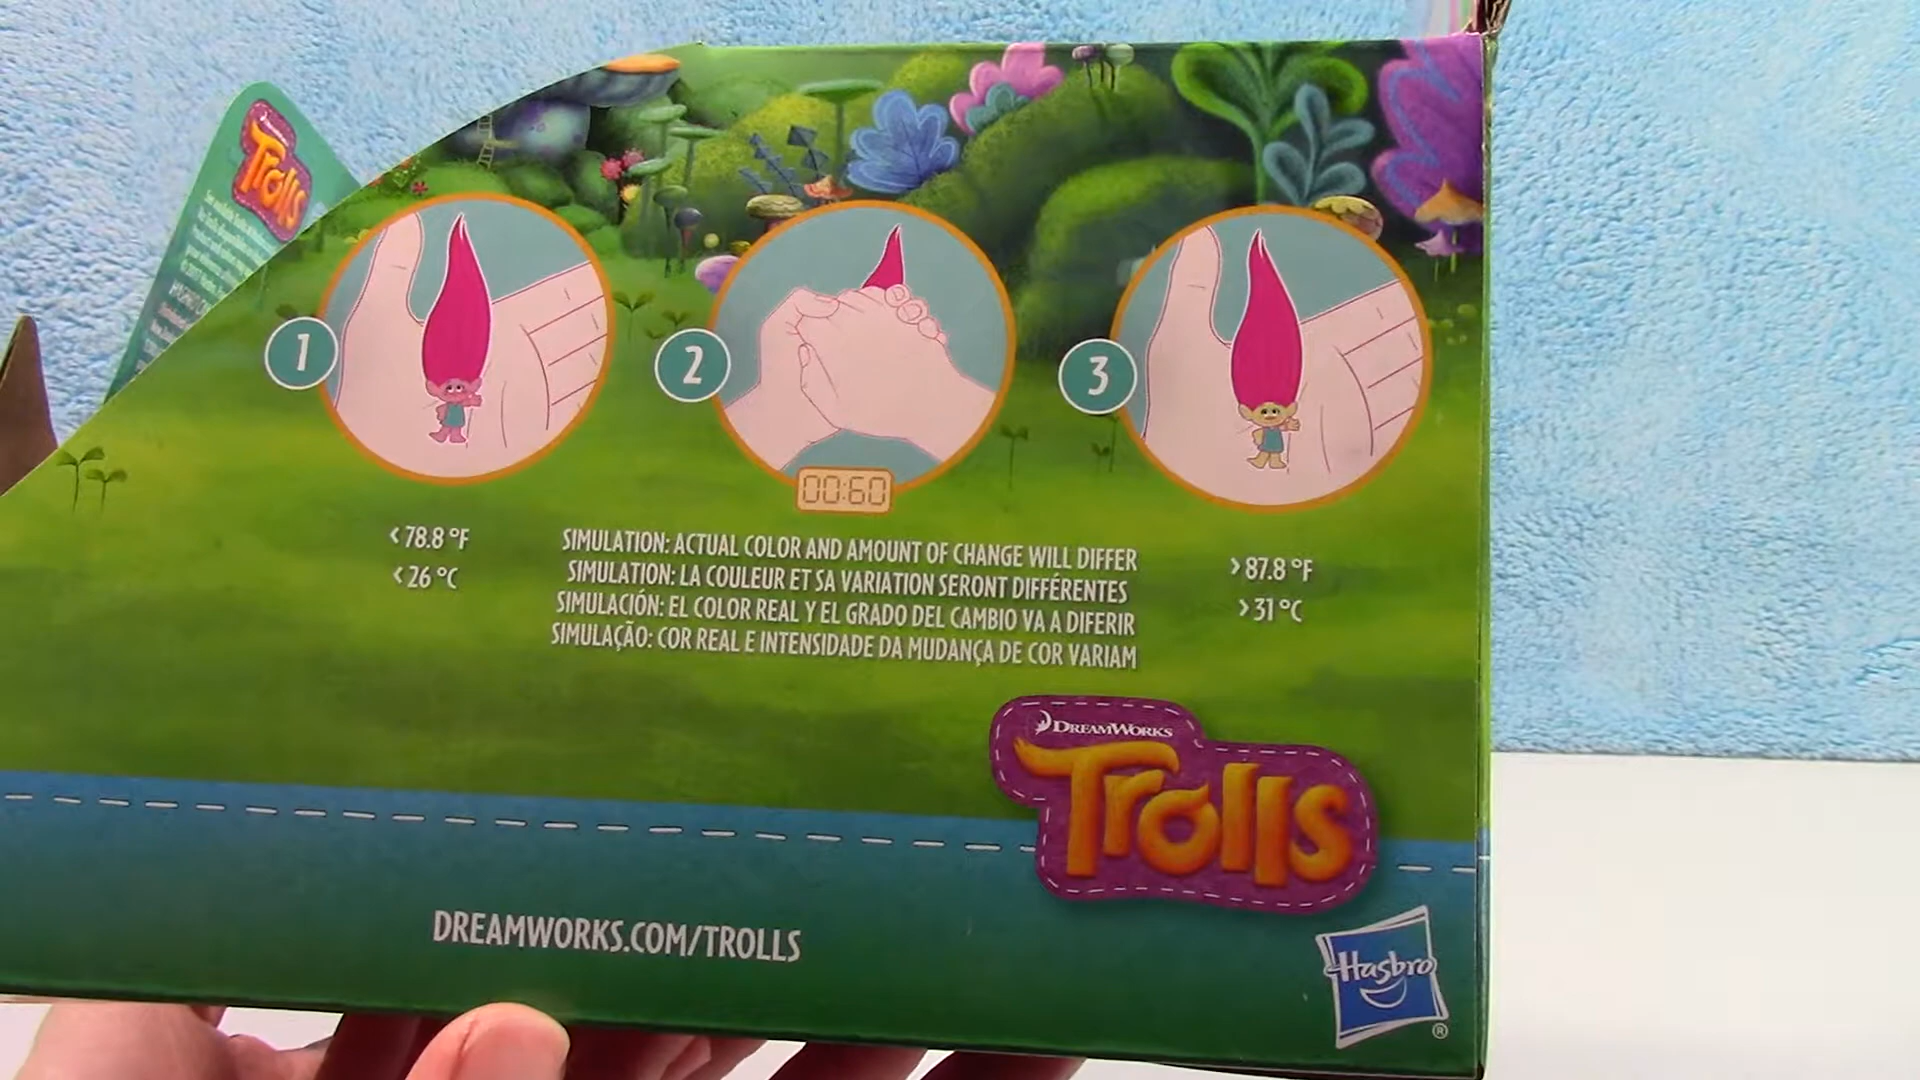 Trolls
1
2
3
00:60
< 78.8 °F
< 26 °C
SIMULATION: ACTUAL COLOR AND AMOUNT OF CHANGE WILL DIFFER
SIMULATION: LA COULEUR ET SA VARIATION SERONT DIFFÉRENTES
SIMULACIÓN: EL COLOR REAL Y EL GRADO DEL CAMBIO VA A DIFERIR
SIMULAÇÃO: COR REAL E INTENSIDADE DA MUDANÇA DE COR VARIAM
> 87.8 °F
> 31 °C
DREAMWORKS
Trolls
DREAMWORKS.COM/TROLLS
Hasbro
®